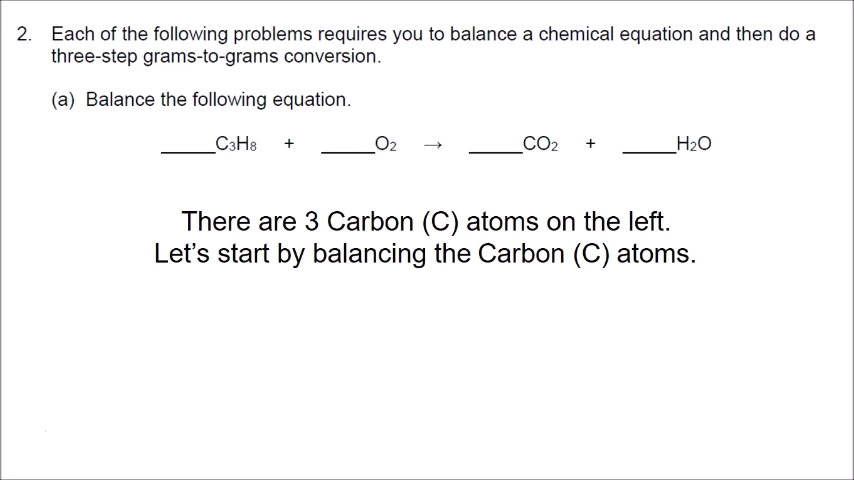 2. Each of the following problems requires you to balance a chemical equation and then do a
three-step grams-to-grams conversion.
(a) Balance the following equation.
_____C₃H₈ + _____O₂ → _____CO₂ + _____H₂O
There are 3 Carbon (C) atoms on the left.
Let’s start by balancing the Carbon (C) atoms.